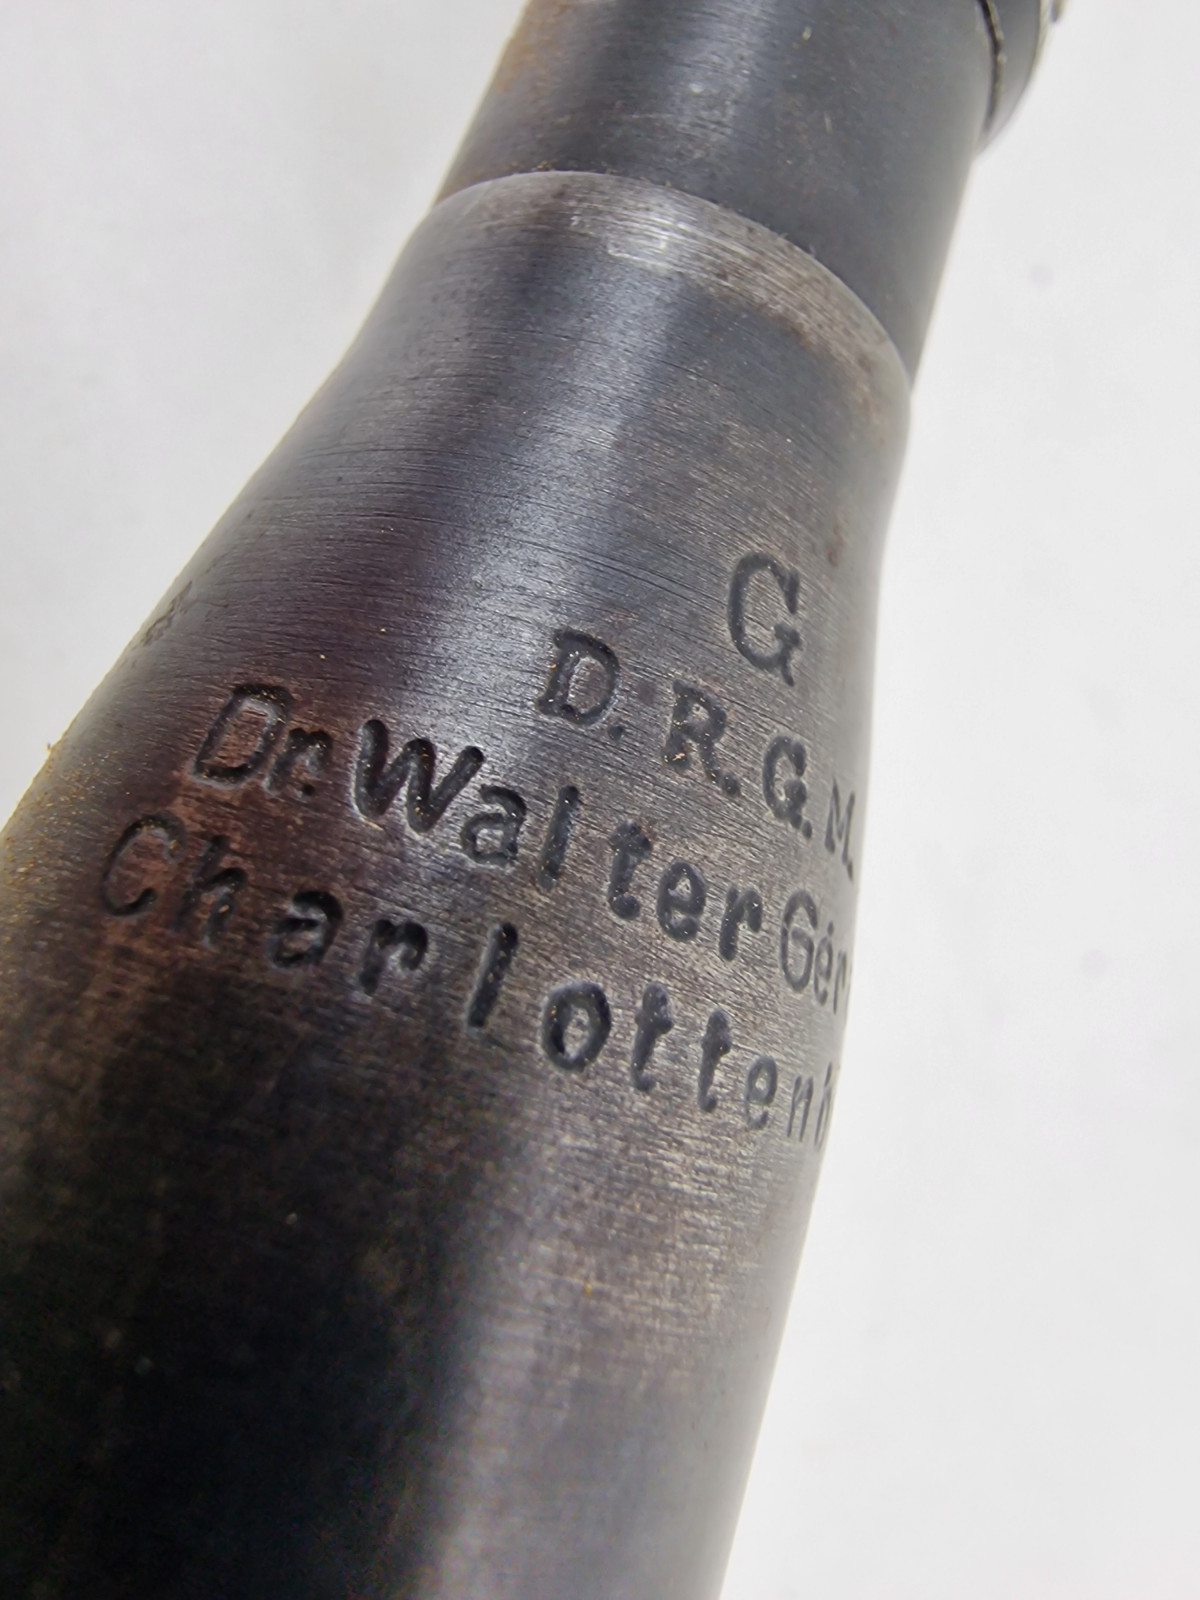 G
D. R. G. M.
Dr. Walter Gér
Charlotten